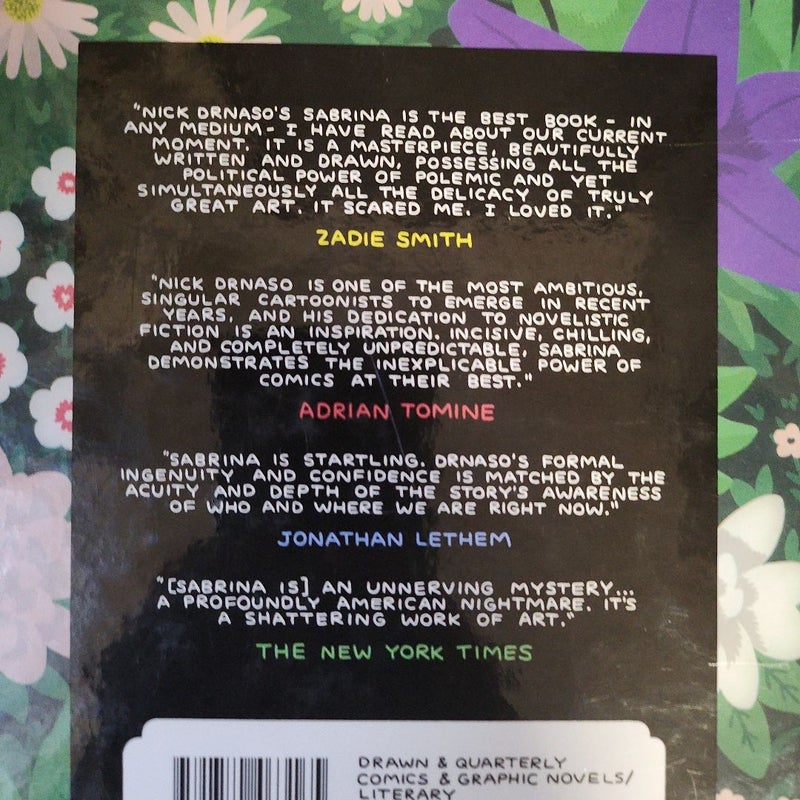 "NICK DRNASO'S SABRINA IS THE BEST BOOK - IN
ANY MEDIUM - I HAVE READ ABOUT OUR CURRENT
MOMENT. IT IS A MASTERPIECE, BEAUTIFULLY
WRITTEN AND DRAWN, POSSESSING ALL THE
POLITICAL POWER OF POLEMIC AND YET
SIMULTANEOUSLY ALL THE DELICACY OF TRULY
GREAT ART. IT SCARED ME. I LOVED IT."
ZADIE SMITH
"NICK DRNASO IS ONE OF THE MOST AMBITIOUS,
SINGULAR CARTOONISTS TO EMERGE IN RECENT
YEARS, AND HIS DEDICATION TO NOVELISTIC
FICTION IS AN INSPIRATION. INCISIVE, CHILLING,
AND COMPLETELY UNPREDICTABLE, SABRINA
DEMONSTRATES THE INEXPLICABLE POWER OF
COMICS AT THEIR BEST."
ADRIAN TOMINE
"SABRINA IS STARTLING. DRNASO'S FORMAL
INGENUITY AND CONFIDENCE IS MATCHED BY THE
ACUITY AND DEPTH OF THE STORY'S AWARENESS
OF WHO AND WHERE WE ARE RIGHT NOW."
JONATHAN LETHEM
"[SABRINA IS] AN UNNERVING MYSTERY...
A PROFOUNDLY AMERICAN NIGHTMARE. IT'S
A SHATTERING WORK OF ART."
THE NEW YORK TIMES
DRAWN & QUARTERLY
COMICS & GRAPHIC NOVELS/
LITERARY